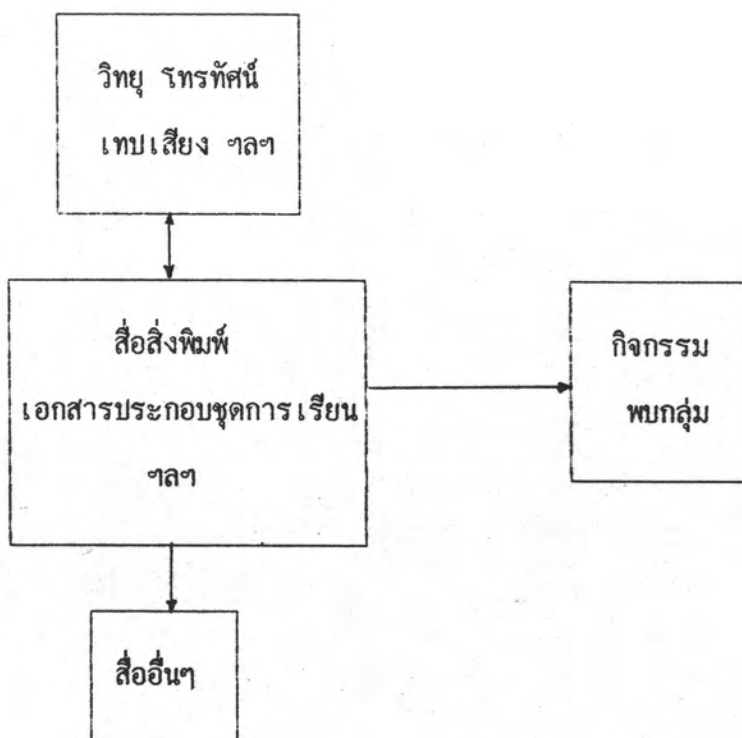 วิทยุ โทรทัศน์
เทปเสียง ฯลฯ
สื่อสิ่งพิมพ์
เอกสารประกอบชุดการเรียน
ฯลฯ
กิจกรรม
พบกลุ่ม
สื่ออื่นๆ